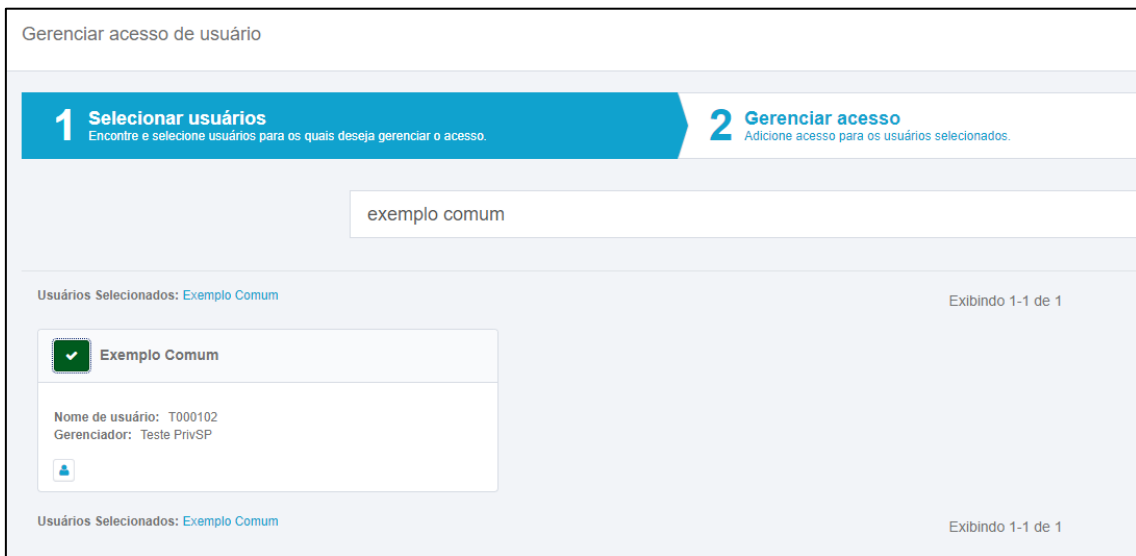 Gerenciar acesso de usuário
1 Selecionar usuários
Encontre e selecione usuários para os quais deseja gerenciar o acesso.
2 Gerenciar acesso
Adicione acesso para os usuários selecionados.
exemplo comum
Usuários Selecionados: Exemplo Comum
Exibindo 1-1 de 1
Exemplo Comum
Nome de usuário: T000102
Gerenciador: Teste PrivSP
Usuários Selecionados: Exemplo Comum
Exibindo 1-1 de 1